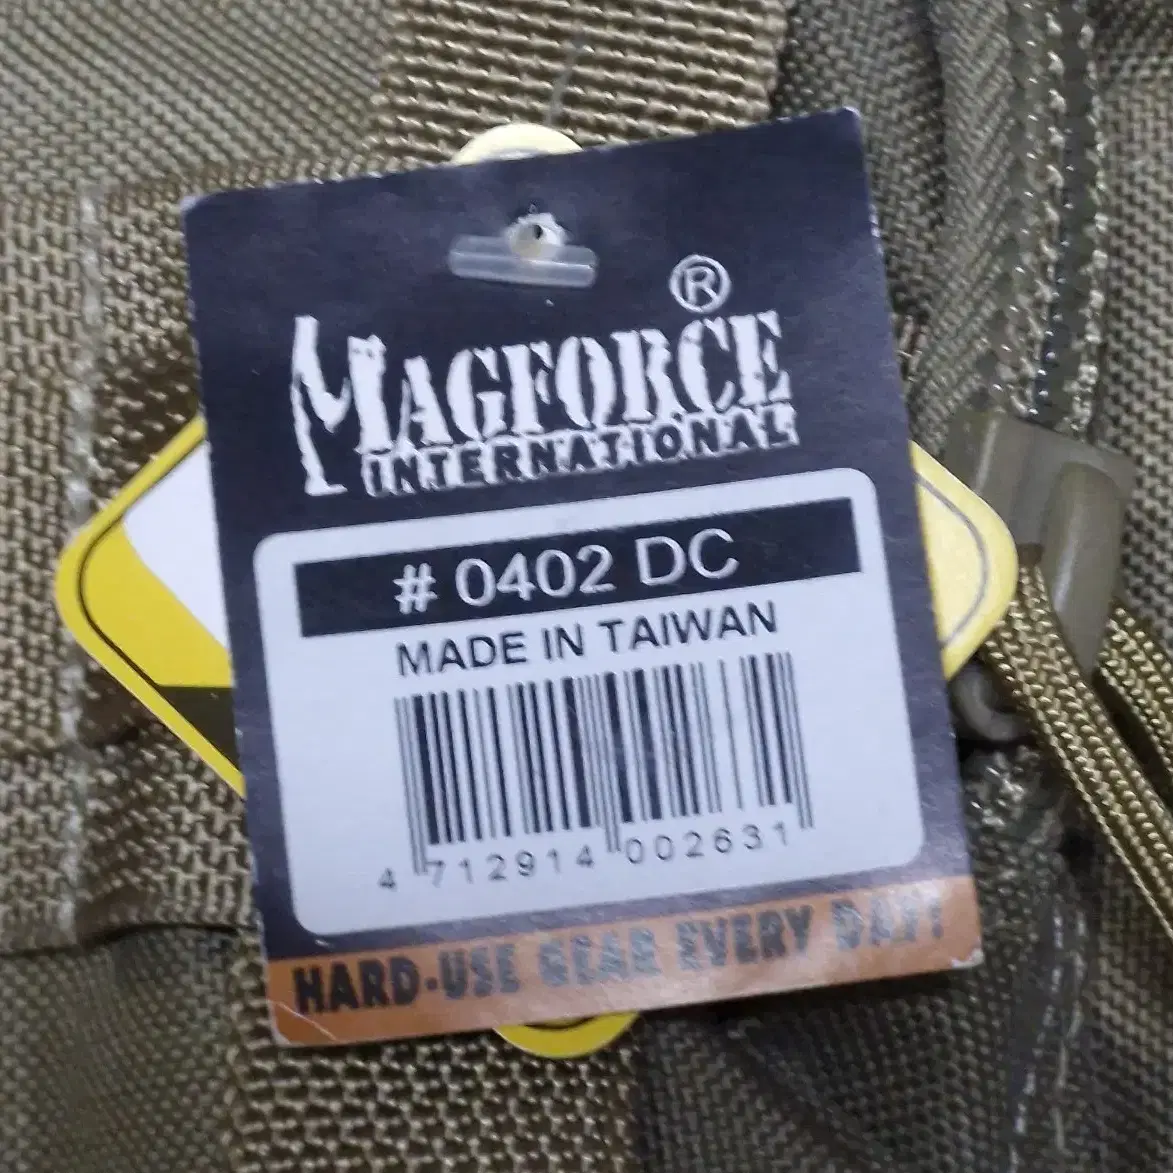 MAGFORCE®
INTERNATIONAL
# 0402 DC
MADE IN TAIWAN
4 712914 002631
HARD-USE GEAR EVERY DAY!